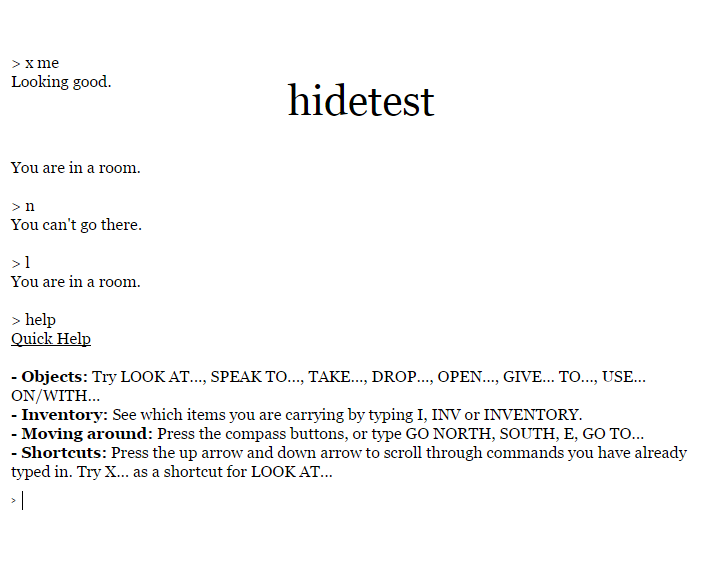 > x me
Looking good.
hidetest
You are in a room.
> n
You can't go there.
> l
You are in a room.
> help
Quick Help
- Objects: Try LOOK AT..., SPEAK TO..., TAKE..., DROP..., OPEN..., GIVE... TO..., USE...
ON/WITH...
- Inventory: See which items you are carrying by typing I, INV or INVENTORY.
- Moving around: Press the compass buttons, or type GO NORTH, SOUTH, E, GO TO...
- Shortcuts: Press the up arrow and down arrow to scroll through commands you have already
typed in. Try X... as a shortcut for LOOK AT...
>